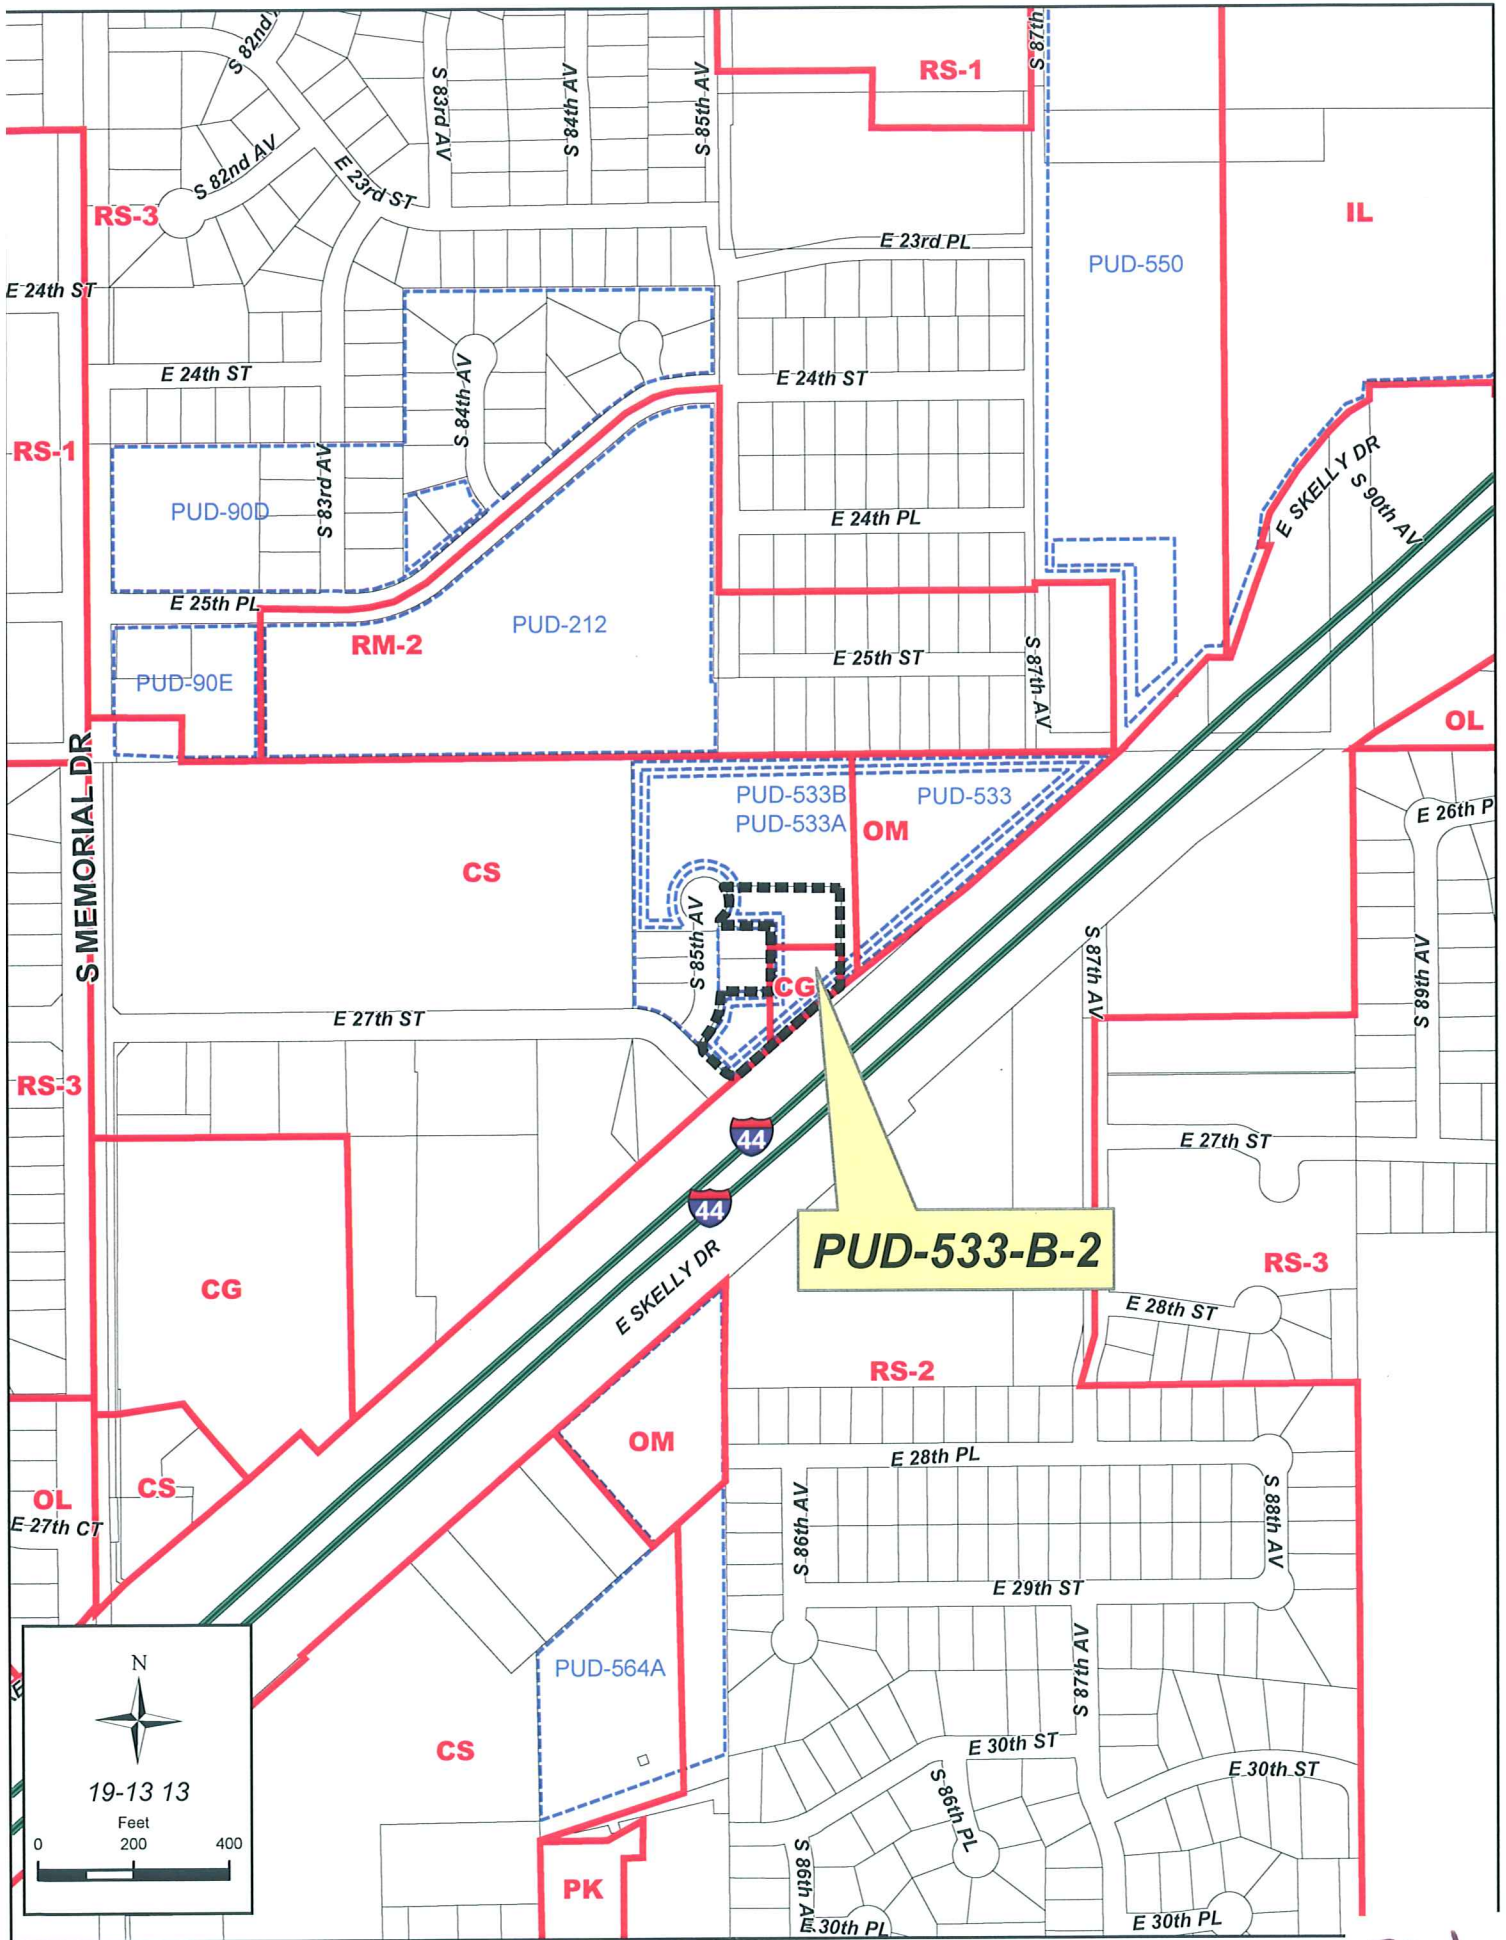 S 82nd
S 83rd AV
S 84th AV
S 85th AV
RS-1
S 87th
S 82nd AV
E 23rd ST
RS-3
IL
E 23rd PL
PUD-550
E 24th ST
E 24th ST
S 84th AV
E 24th ST
RS-1
E SKELLY DR
S 90th AV
PUD-90D
S 83rd AV
E 24th PL
E 25th PL
RM-2
PUD-212
E 25th ST
S 87th AV
PUD-90E
OL
S MEMORIAL DR
PUD-533B
PUD-533A
PUD-533
OM
E 26th P
CS
S 85th AV
CG
S 87th AV
S 89th AV
E 27th ST
RS-3
44
E 27th ST
44
PUD-533-B-2
E SKELLY DR
CG
RS-3
E 28th ST
RS-2
OM
E 28th PL
CS
OL
E 27th CT
S 86th AV
S 88th AV
E 29th ST
PUD-564A
S 87th AV
N
CS
E 30th ST
E 30th ST
S 86th PL
19-13 13
Feet
0 200 400
PK
S 86th A
E 30th PL
E 30th PL